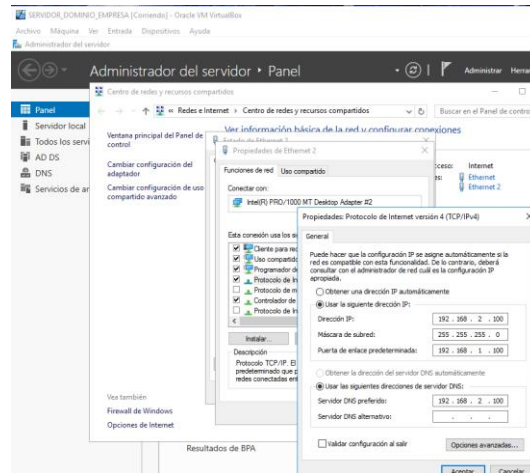 SERVIDOR_DOMINIO_EMPRESA [Corriendo] - Oracle VM VirtualBox
Archivo Máquina Ver Entrada Dispositivos Ayuda
Administrador del servidor
Administrador del servidor • Panel
Administrar Herra
Panel
Servidor local
Todos los servi
AD DS
DNS
Servicios de ar
Centro de redes y recursos compartidos
« Redes e Internet › Centro de redes y recursos compartidos
Buscar en el Panel de contro
Ventana principal del Panel de
control
Cambiar configuración del
adaptador
Cambiar configuración de uso
compartido avanzado
Vea también
Firewall de Windows
Opciones de Internet
Ver información básica de la red y configurar conexiones
cceso: Internet
es: Ethernet
Ethernet 2
Estado de Ethernet 2
Propiedades de Ethernet 2
Funciones de red Uso compartido
Conectar con:
Intel(R) PRO/1000 MT Desktop Adapter #2
Esta conexión usa los si
Cliente para rec
Uso compartido
Programador d
Protocolo de In
Protocolo de m
Controlador de
Protocolo de In
Instalar...
Descripción
Protocolo TCP/IP. El
predeterminado que p
redes conectadas ent
Propiedades: Protocolo de Internet versión 4 (TCP/IPv4)
General
Puede hacer que la configuración IP se asigne automáticamente si la
red es compatible con esta funcionalidad. De lo contrario, deberá
consultar con el administrador de red cuál es la configuración IP
apropiada.
Obtener una dirección IP automáticamente
Usar la siguiente dirección IP:
Dirección IP: 192 . 168 . 2 . 100
Máscara de subred: 255 . 255 . 255 . 0
Puerta de enlace predeterminada: 192 . 168 . 1 . 100
Obtener la dirección del servidor DNS automáticamente
Usar las siguientes direcciones de servidor DNS:
Servidor DNS preferido: 192 . 168 . 2 . 100
Servidor DNS alternativo: . . .
Validar configuración al salir
Opciones avanzadas...
Aceptar Cancelar
Resultados de BPA